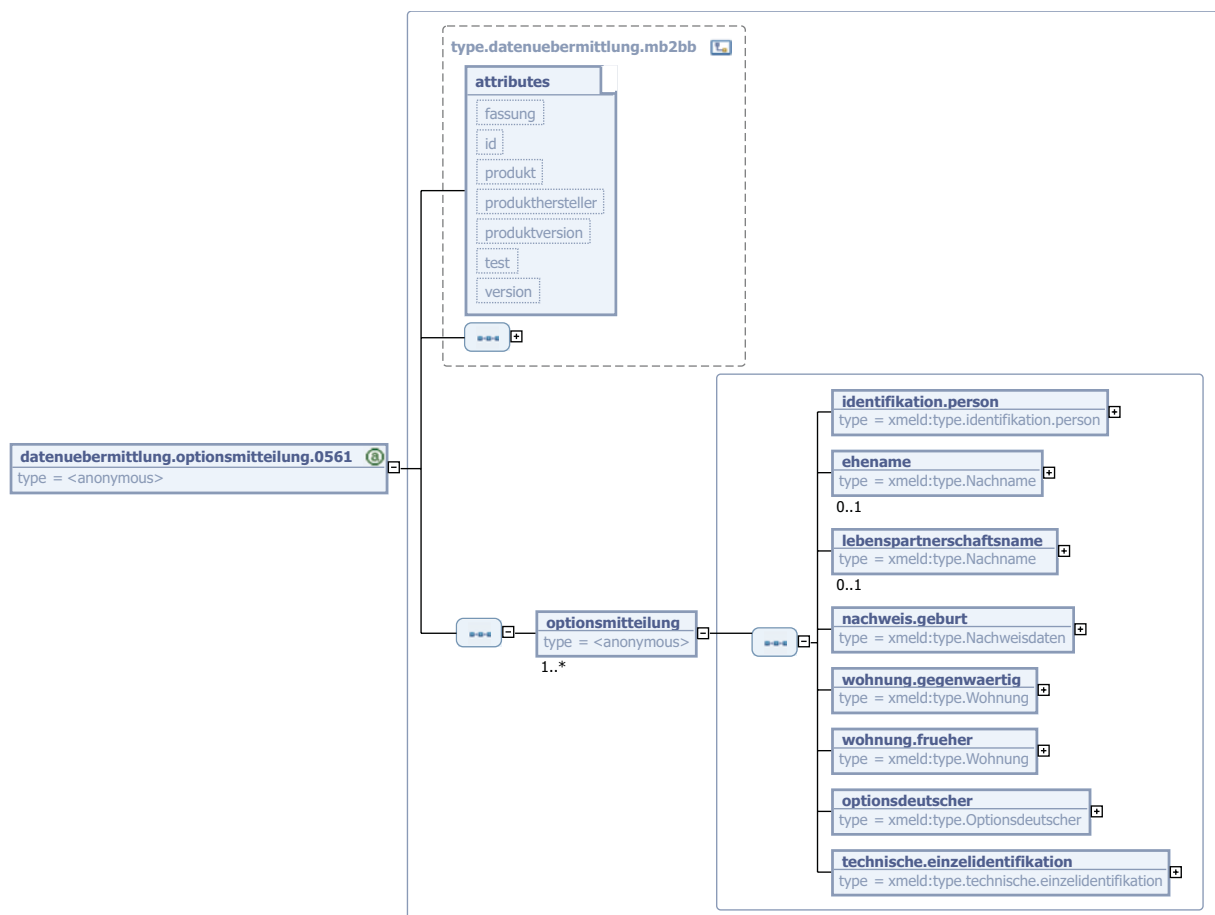 type.datenuebermittlung.mb2bb
attributes
fassung
id
produkt
produkthersteller
produktversion
test
version
datenuebermittlung.optionsmitteilung.0561
type = <anonymous>
optionsmitteilung
type = <anonymous>
1..*
identifikation.person
type = xmeld:type.identifikation.person
ehename
type = xmeld:type.Nachname
0..1
lebenspartnerschaftsname
type = xmeld:type.Nachname
0..1
nachweis.geburt
type = xmeld:type.Nachweisdaten
wohnung.gegenwaertig
type = xmeld:type.Wohnung
wohnung.frueher
type = xmeld:type.Wohnung
optionsdeutscher
type = xmeld:type.Optionsdeutscher
technische.einzelidentifikation
type = xmeld:type.technische.einzelidentifikation